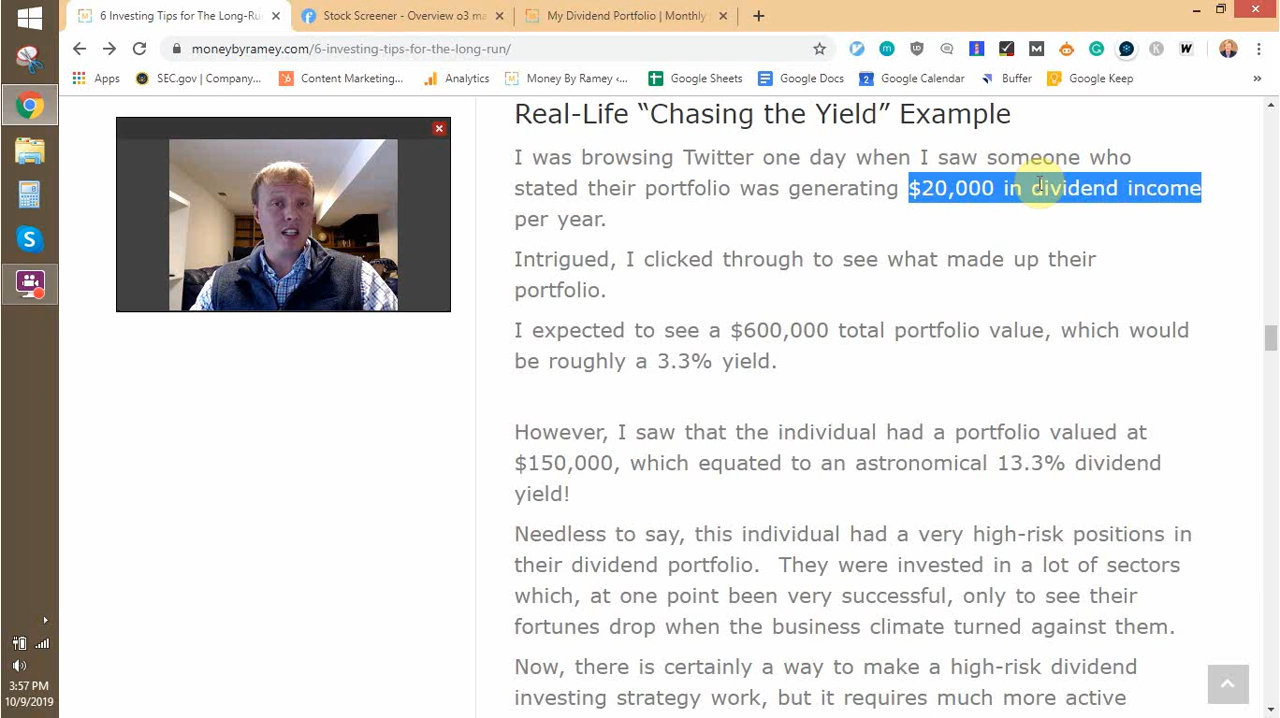 6 Investing Tips for The Long-Ru
Stock Screener - Overview o3 ma
My Dividend Portfolio | Monthly
moneybyramey.com/6-investing-tips-for-the-long-run/
Apps
SEC.gov | Company...
Content Marketing...
Analytics
Money By Ramey <...
Google Sheets
Google Docs
Google Calendar
Buffer
Google Keep
»
Real-Life “Chasing the Yield” Example
I was browsing Twitter one day when I saw someone who
stated their portfolio was generating $20,000 in dividend income
per year.
Intrigued, I clicked through to see what made up their
portfolio.
I expected to see a $600,000 total portfolio value, which would
be roughly a 3.3% yield.
However, I saw that the individual had a portfolio valued at
$150,000, which equated to an astronomical 13.3% dividend
yield!
Needless to say, this individual had a very high-risk positions in
their dividend portfolio.  They were invested in a lot of sectors
which, at one point been very successful, only to see their
fortunes drop when the business climate turned against them.
Now, there is certainly a way to make a high-risk dividend
investing strategy work, but it requires much more active
3:57 PM
10/9/2019